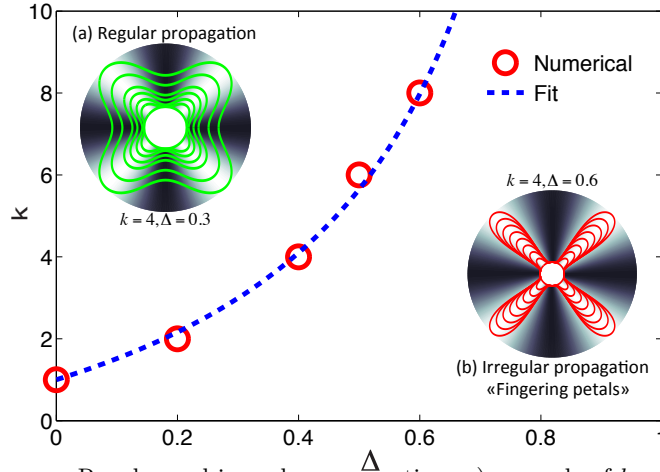 10
8
6
4
2
0
k
(a) Regular propagation
k = 4, Δ = 0.3
Numerical
Fit
k = 4, Δ = 0.6
(b) Irregular propagation
«Fingering petals»
0
0.2
0.4
0.6
0.8
1
Δ